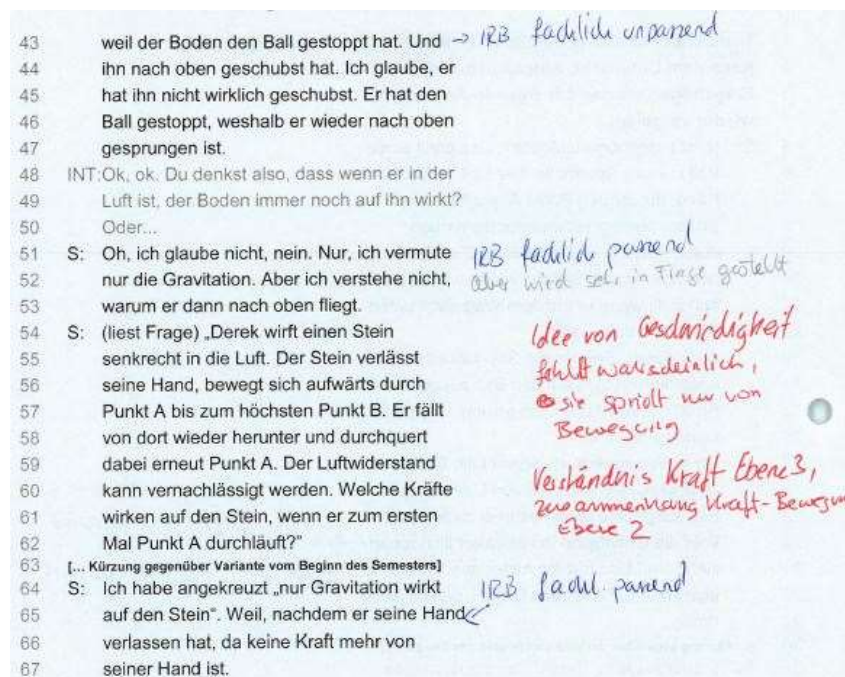 43 weil der Boden den Ball gestoppt hat. Und → IRB fachlich unpassend
44 ihn nach oben geschubst hat. Ich glaube, er
45 hat ihn nicht wirklich geschubst. Er hat den
46 Ball gestoppt, weshalb er wieder nach oben
47 gesprungen ist.
48 INT:Ok, ok. Du denkst also, dass wenn er in der
49 Luft ist, der Boden immer noch auf ihn wirkt?
50 Oder...
51 S: Oh, ich glaube nicht, nein. Nur, ich vermute IRB fachlich passend
52 nur die Gravitation. Aber ich verstehe nicht, aber wird sehr in Frage gestellt
53 warum er dann nach oben fliegt.
54 S: (liest Frage) „Derek wirft einen Stein
55 senkrecht in die Luft. Der Stein verlässt
56 seine Hand, bewegt sich aufwärts durch
57 Punkt A bis zum höchsten Punkt B. Er fällt
58 von dort wieder herunter und durchquert
59 dabei erneut Punkt A. Der Luftwiderstand
60 kann vernachlässigt werden. Welche Kräfte
61 wirken auf den Stein, wenn er zum ersten
62 Mal Punkt A durchläuft?"
Idee von Geschwindigkeit
fehlt wahrscheinlich,
sie spricht nur von
Bewegung
Verständnis Kraft Ebene 3,
Zusammenhang Kraft-Bewegun
Ebene 2
63 [... Kürzung gegenüber Variante vom Beginn des Semesters]
64 S: Ich habe angekreuzt „nur Gravitation wirkt IRB fachl passend
65 auf den Stein". Weil, nachdem er seine Hand
66 verlassen hat, da keine Kraft mehr von
67 seiner Hand ist.